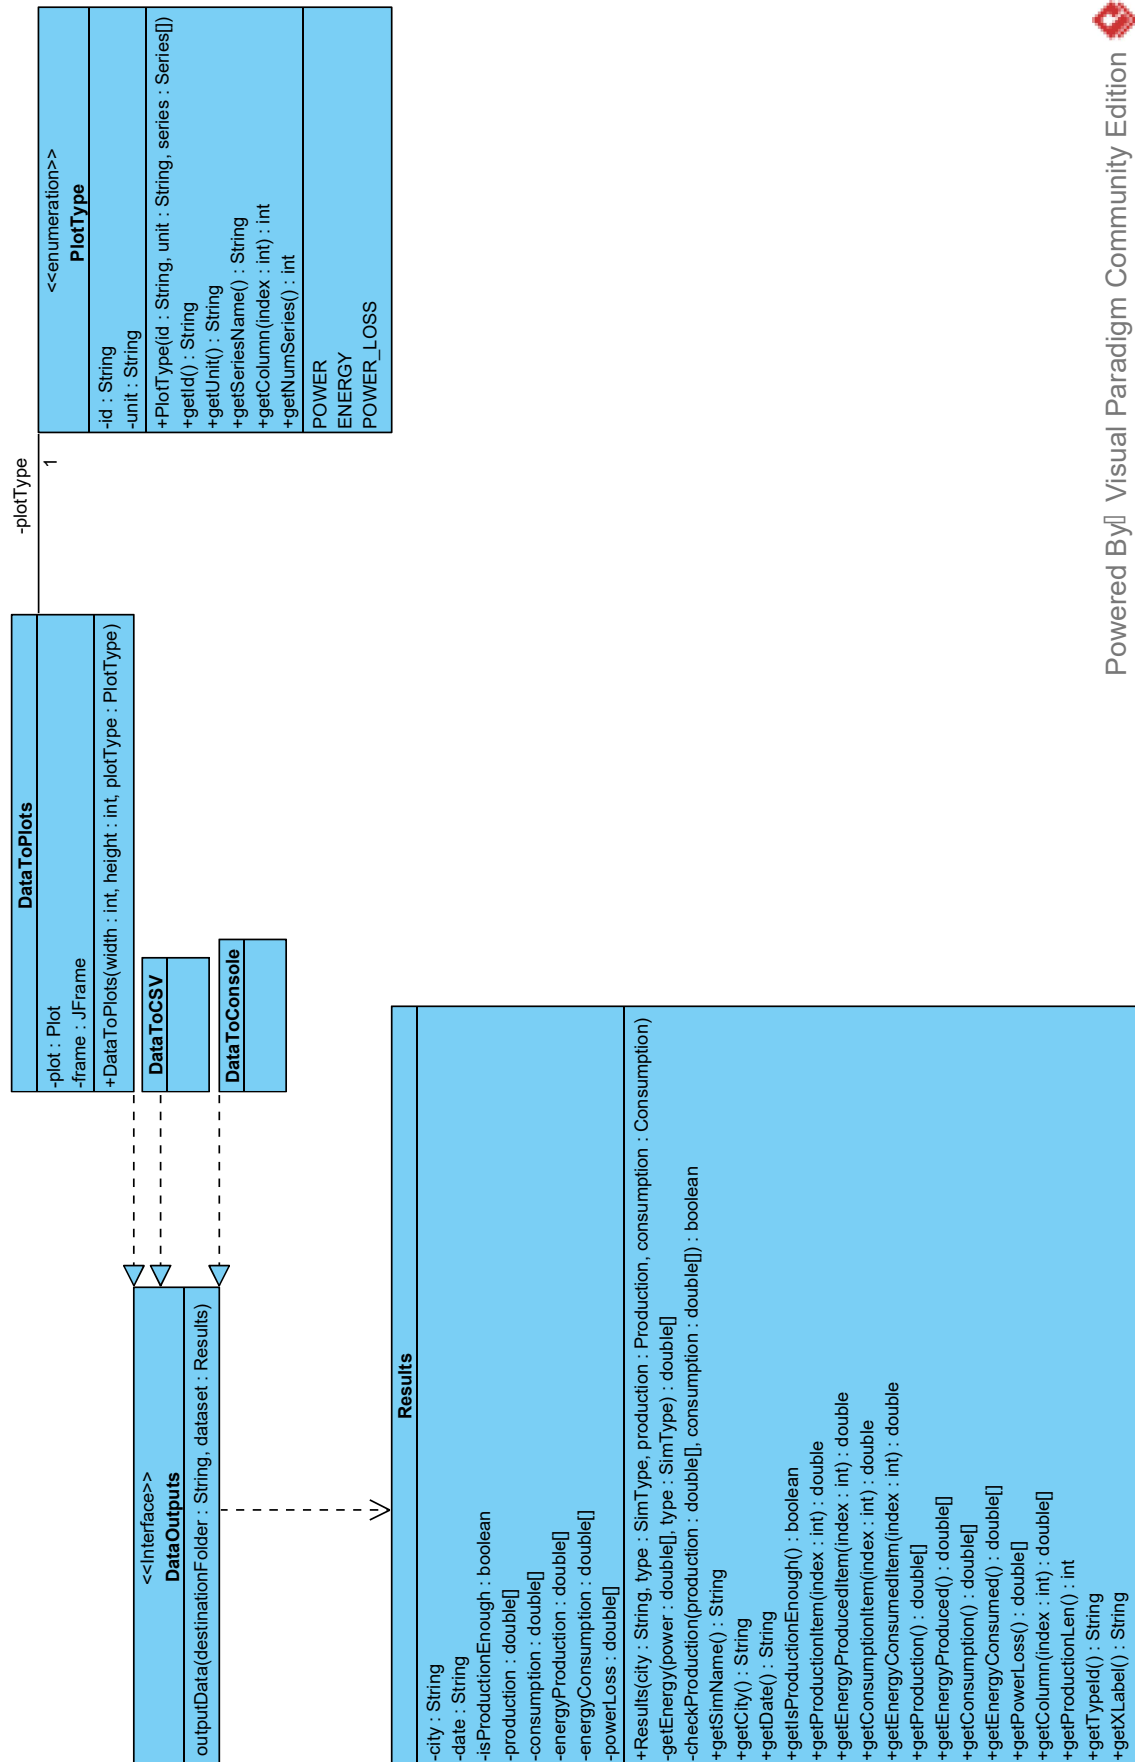 <<Interface>>
DataOutputs
outputData(destinationFolder : String, dataset : Results)
DataToPlots
-plot : Plot
-frame : JFrame
+DataToPlots(width : int, height : int, plotType : PlotType)
DataToCSV
DataToConsole
-plotType
1
<<enumeration>>
PlotType
-id : String
-unit : String
+PlotType(id : String, unit : String, series : Series[])
+getId() : String
+getUnit() : String
+getSeriesName() : String
+getColumn(index : int) : int
+getNumSeries() : int
POWER
ENERGY
POWER_LOSS
Results
-city : String
-date : String
-isProductionEnough : boolean
-production : double[]
-consumption : double[]
-energyProduction : double[]
-energyConsumption : double[]
-powerLoss : double[]
+Results(city : String, type : SimType, production : Production, consumption : Consumption)
-getEnergy(power : double[], type : SimType) : double[]
-checkProduction(production : double[], consumption : double[]) : boolean
+getSimName() : String
+getCity() : String
+getDate() : String
+getIsProductionEnough() : boolean
+getProductionItem(index : int) : double
+getEnergyProducedItem(index : int) : double
+getConsumptionItem(index : int) : double
+getEnergyConsumedItem(index : int) : double
+getProduction() : double[]
+getEnergyProduced() : double[]
+getConsumption() : double[]
+getEnergyConsumed() : double[]
+getPowerLoss() : double[]
+getColumn(index : int) : double[]
+getProductionLen() : int
+getTypeId() : String
+getXLabel() : String
Powered By Visual Paradigm Community Edition